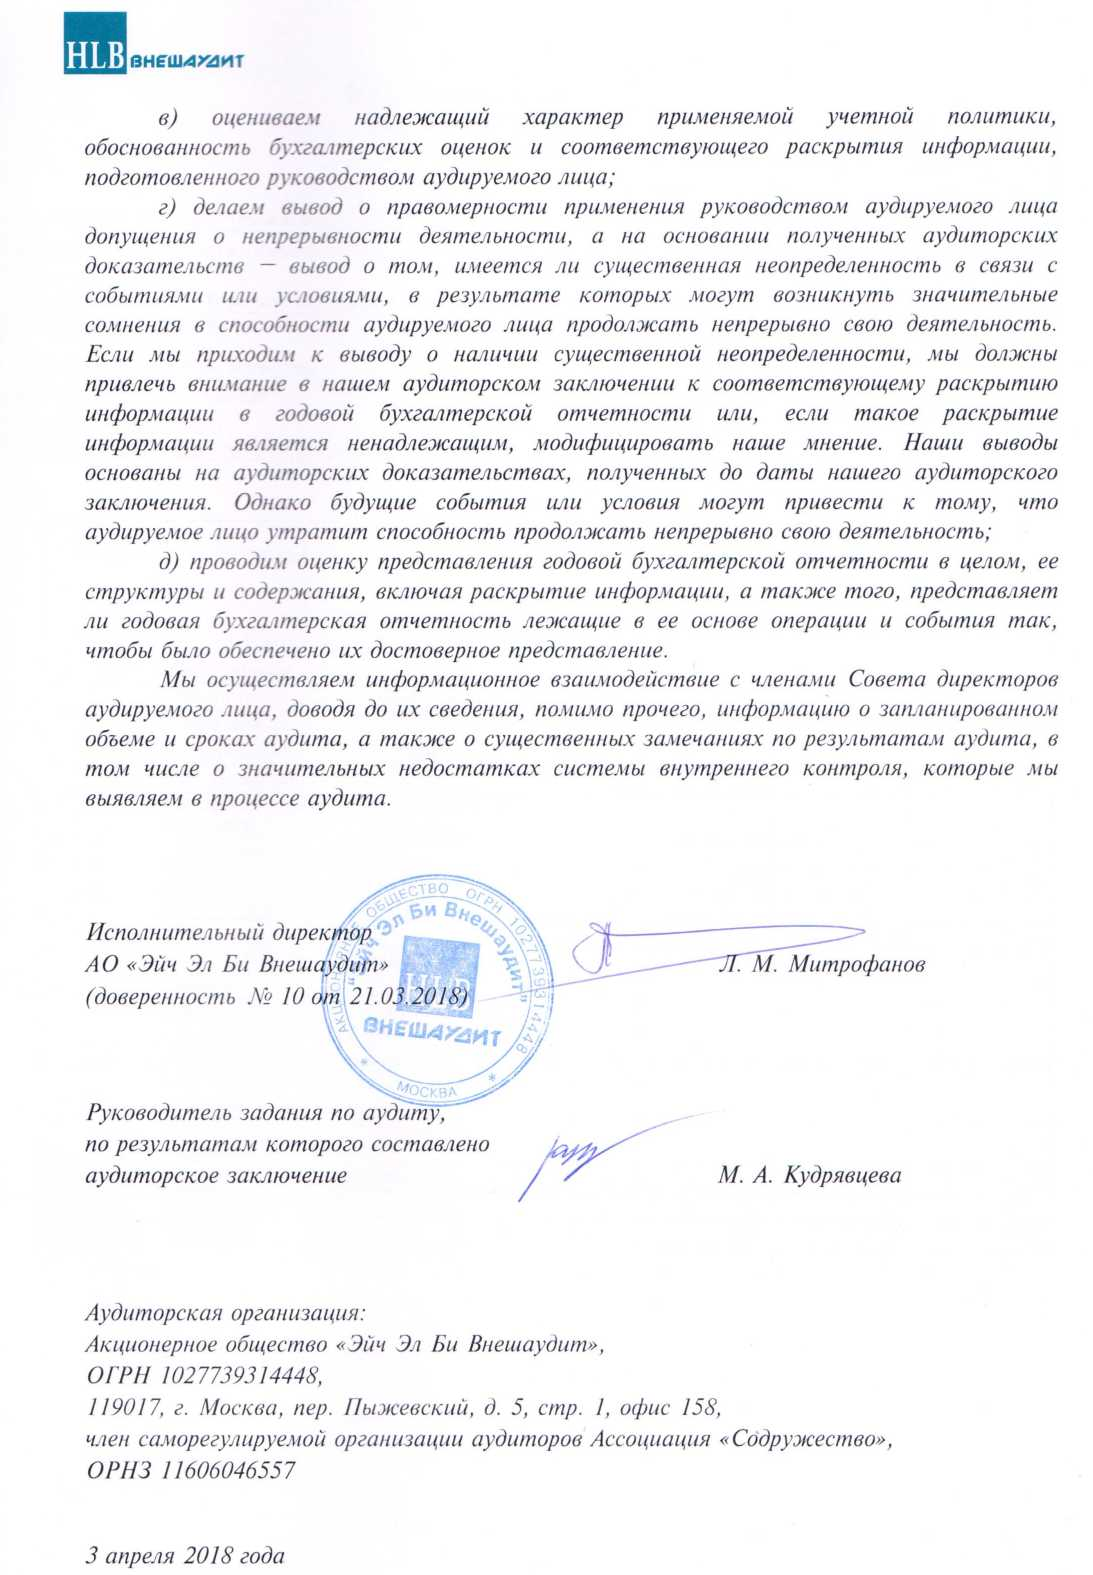 HLB ВНЕШАУДИТ
в) оцениваем надлежащий характер применяемой учетной политики,
обоснованность бухгалтерских оценок и соответствующего раскрытия информации,
подготовленного руководством аудируемого лица;
г) делаем вывод о правомерности применения руководством аудируемого лица
допущения о непрерывности деятельности, а на основании полученных аудиторских
доказательств – вывод о том, имеется ли существенная неопределенность в связи с
событиями или условиями, в результате которых могут возникнуть значительные
сомнения в способности аудируемого лица продолжать непрерывно свою деятельность.
Если мы приходим к выводу о наличии существенной неопределенности, мы должны
привлечь внимание в нашем аудиторском заключении к соответствующему раскрытию
информации в годовой бухгалтерской отчетности или, если такое раскрытие
информации является ненадлежащим, модифицировать наше мнение. Наши выводы
основаны на аудиторских доказательствах, полученных до даты нашего аудиторского
заключения. Однако будущие события или условия могут привести к тому, что
аудируемое лицо утратит способность продолжать непрерывно свою деятельность;
д) проводим оценку представления годовой бухгалтерской отчетности в целом, ее
структуры и содержания, включая раскрытие информации, а также того, представляет
ли годовая бухгалтерская отчетность лежащие в ее основе операции и события так,
чтобы было обеспечено их достоверное представление.
Мы осуществляем информационное взаимодействие с членами Совета директоров
аудируемого лица, доводя до их сведения, помимо прочего, информацию о запланированном
объеме и сроках аудита, а также о существенных замечаниях по результатам аудита, в
том числе о значительных недостатках системы внутреннего контроля, которые мы
выявляем в процессе аудита.
Исполнительный директор
АО «Эйч Эл Би Внешаудит» Л. М. Митрофанов
(доверенность № 10 от 21.03.2018)
АКЦИОНЕРНОЕ ОБЩЕСТВО ОГРН 1027739314448
"Эйч Эл Би Внешаудит"
HLB
ВНЕШАУДИТ
* МОСКВА *
Руководитель задания по аудиту,
по результатам которого составлено
аудиторское заключение М. А. Кудрявцева
Аудиторская организация:
Акционерное общество «Эйч Эл Би Внешаудит»,
ОГРН 1027739314448,
119017, г. Москва, пер. Пыжевский, д. 5, стр. 1, офис 158,
член саморегулируемой организации аудиторов Ассоциация «Содружество»,
ОРНЗ 11606046557
3 апреля 2018 года